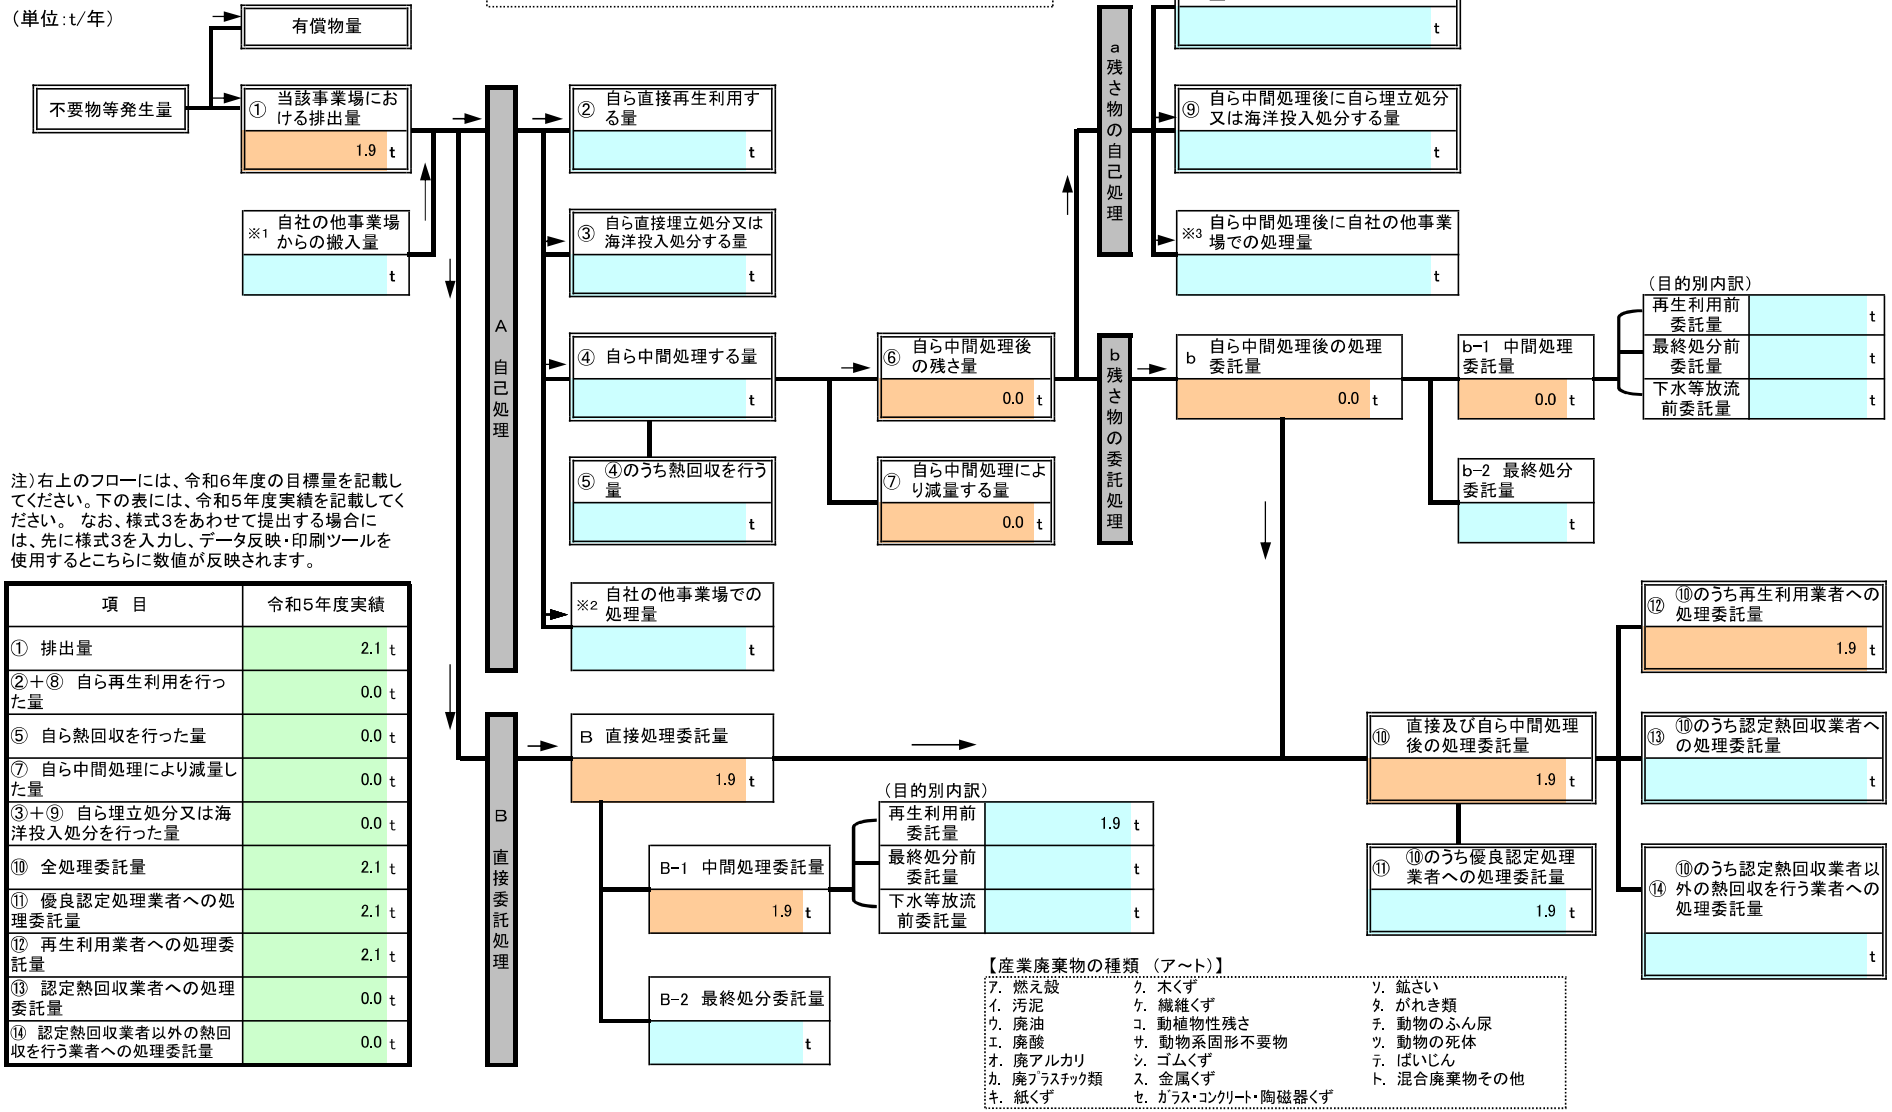 (単位:t/年)
有償物量
不要物等発生量
① 当該事業場にお
ける排出量
1.9 t
※1 自社の他事業場
からの搬入量
t
A 自己処理
② 自ら直接再生利用す
る量
t
③ 自ら直接埋立処分又は
海洋投入処分する量
t
④ 自ら中間処理する量
t
⑤ ④のうち熱回収を行う
量
t
※2 自社の他事業場での
処理量
t
⑥ 自ら中間処理後
の残さ量
0.0 t
⑦ 自ら中間処理によ
り減量する量
0.0 t
a 残さ物の自己処理
t
⑨ 自ら中間処理後に自ら埋立処分
又は海洋投入処分する量
t
※3 自ら中間処理後に自社の他事業
場での処理量
t
b 残さ物の委託処理
b 自ら中間処理後の処理
委託量
0.0 t
b-1 中間処理
委託量
0.0 t
b-2 最終処分
委託量
t
(目的別内訳)
再生利用前
委託量
t
最終処分前
委託量
t
下水等放流
前委託量
t
注)右上のフローには、令和6年度の目標量を記載し
てください。下の表には、令和5年度実績を記載してく
ださい。 なお、様式3をあわせて提出する場合に
は、先に様式3を入力し、データ反映・印刷ツールを
使用するとこちらに数値が反映されます。
項 目 令和5年度実績
① 排出量 2.1 t
②+⑧ 自ら再生利用を行っ
た量 0.0 t
⑤ 自ら熱回収を行った量 0.0 t
⑦ 自ら中間処理により減量し
た量 0.0 t
③+⑨ 自ら埋立処分又は海
洋投入処分を行った量 0.0 t
⑩ 全処理委託量 2.1 t
⑪ 優良認定処理業者への処
理委託量 2.1 t
⑫ 再生利用業者への処理委
託量 2.1 t
⑬ 認定熱回収業者への処理
委託量 0.0 t
⑭ 認定熱回収業者以外の熱回
収を行う業者への処理委託量 0.0 t
B 直接委託処理
B 直接処理委託量
1.9 t
B-1 中間処理委託量
1.9 t
B-2 最終処分委託量
t
(目的別内訳)
再生利用前
委託量
1.9 t
最終処分前
委託量
t
下水等放流
前委託量
t
⑩ 直接及び自ら中間処理
後の処理委託量
1.9 t
⑪ ⑩のうち優良認定処理
業者への処理委託量
1.9 t
⑫ ⑩のうち再生利用業者への
処理委託量
1.9 t
⑬ ⑩のうち認定熱回収業者へ
の処理委託量
t
⑭ ⑩のうち認定熱回収業者以
外の熱回収を行う業者への
処理委託量
t
【産業廃棄物の種類 (ア~ト)】
ア. 燃え殻 ク. 木くず ソ. 鉱さい
イ. 汚泥 ケ. 繊維くず タ. がれき類
ウ. 廃油 コ. 動植物性残さ チ. 動物のふん尿
エ. 廃酸 サ. 動物系固形不要物 ツ. 動物の死体
オ. 廃アルカリ シ. ゴムくず テ. ばいじん
カ. 廃プラスチック類 ス. 金属くず ト. 混合廃棄物その他
キ. 紙くず セ. ガラス・コンクリート・陶磁器くず